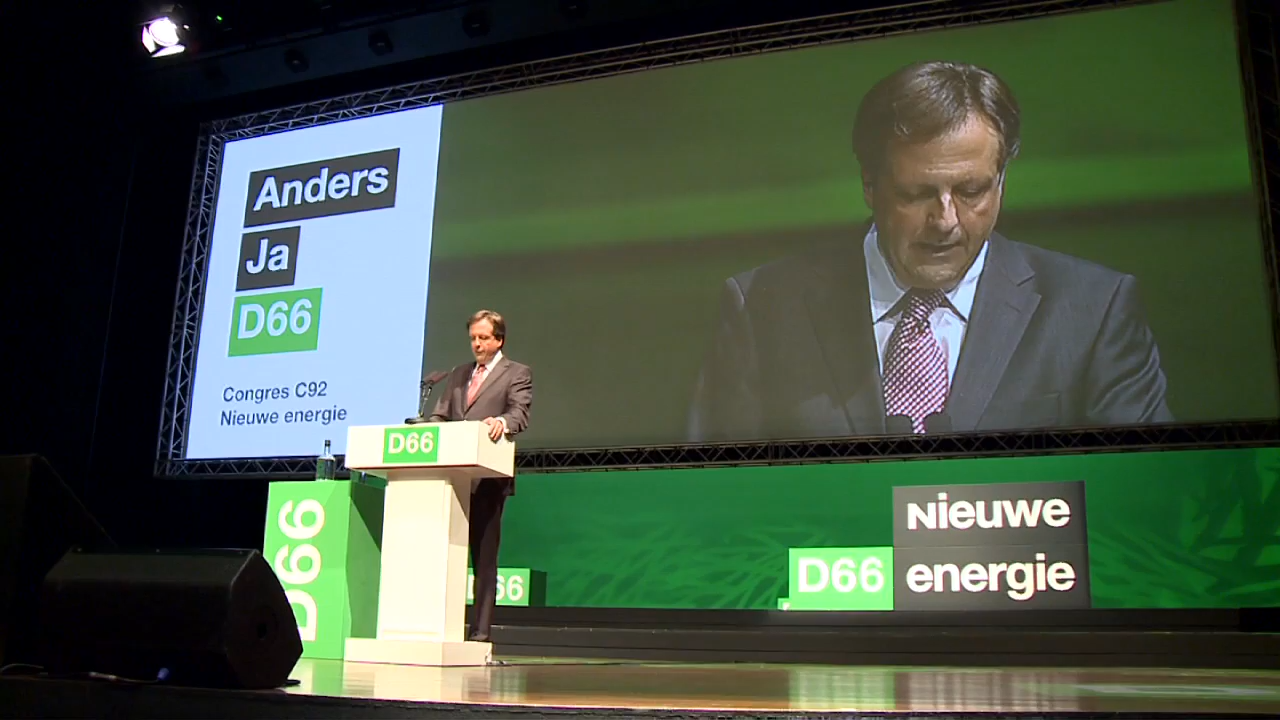 Anders
Ja
D66
Congres C92
Nieuwe energie
D66
D66
D66
D66
Nieuwe
energie